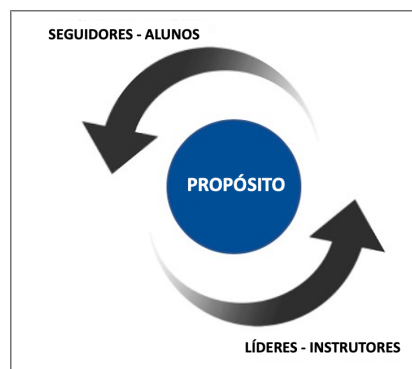 SEGUIDORES - ALUNOS
PROPÓSITO
LÍDERES - INSTRUTORES